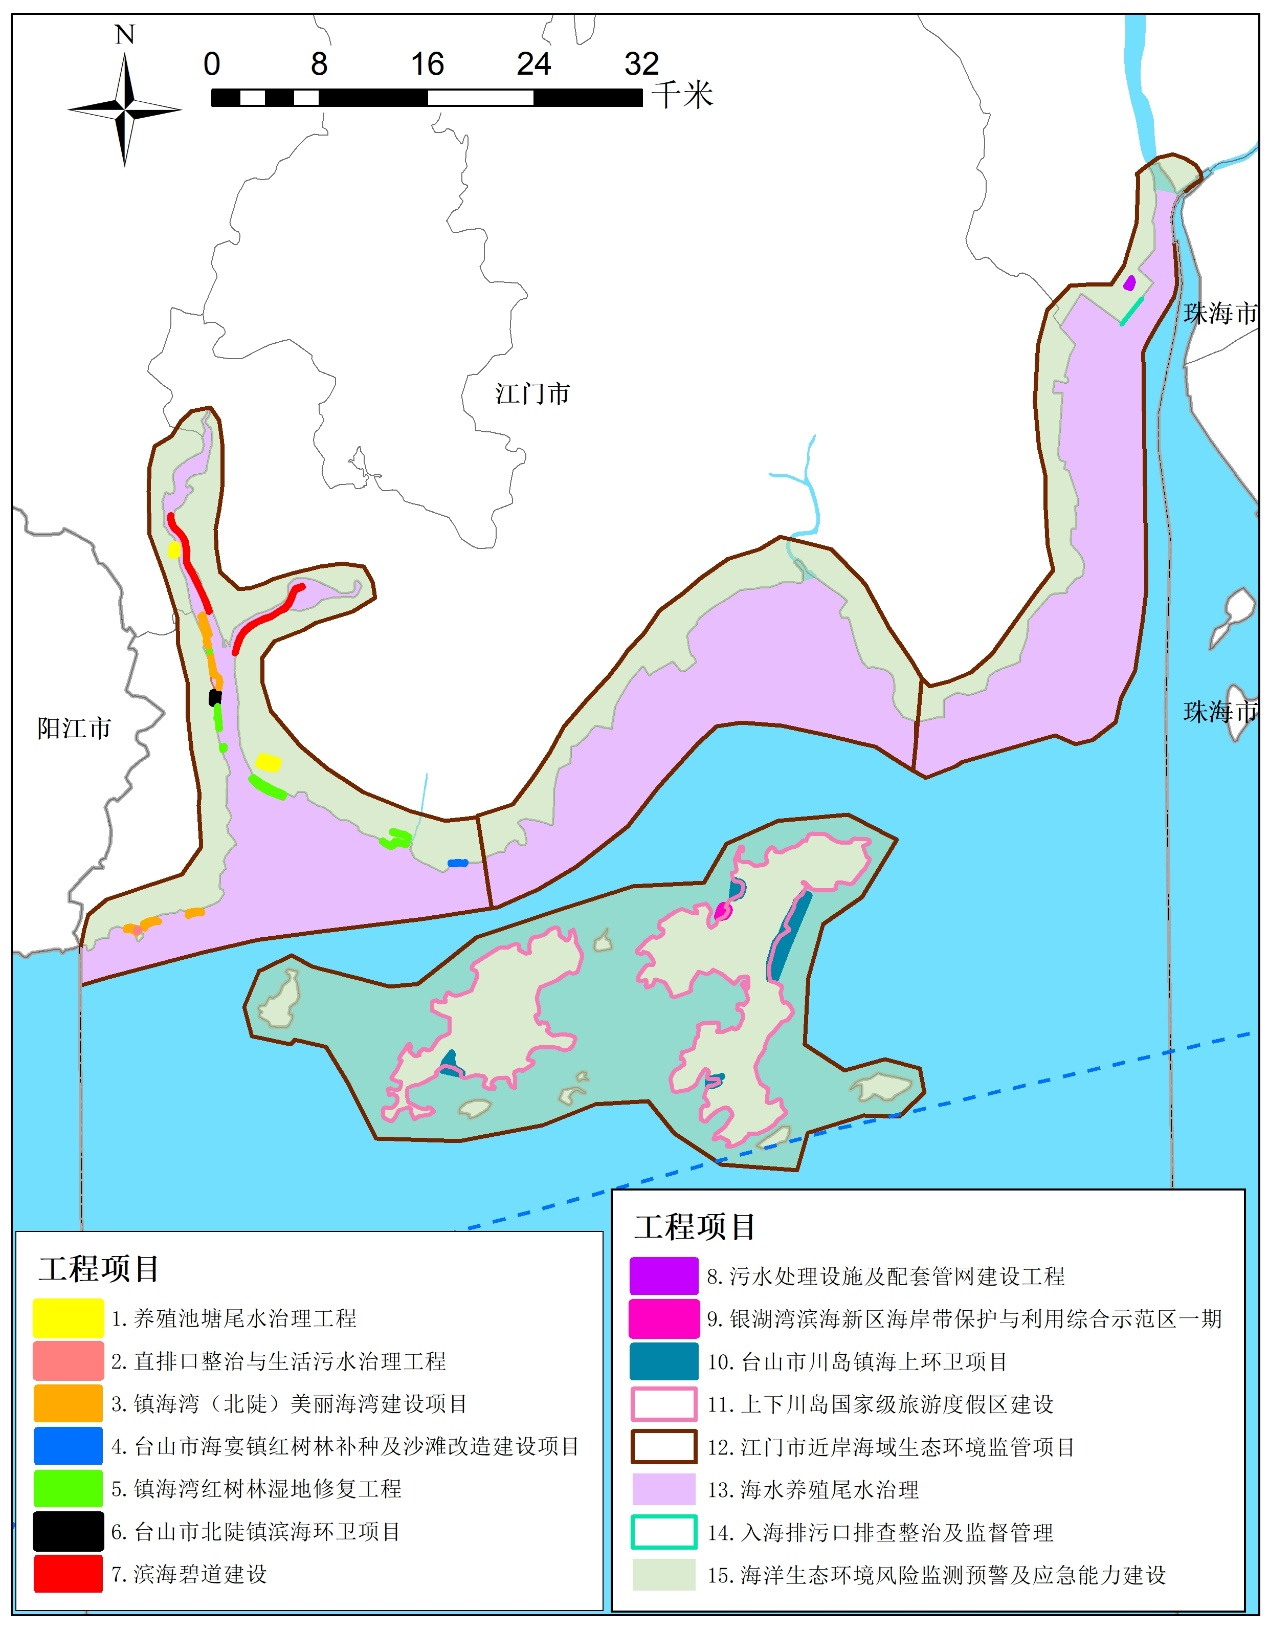 N
0 8 16 24 32
千米
珠海市
江门市
珠海市
阳江市
工程项目
1.养殖池塘尾水治理工程
2.直排口整治与生活污水治理工程
3.镇海湾（北陡）美丽海湾建设项目
4.台山市海宴镇红树林补种及沙滩改造建设项目
5.镇海湾红树林湿地修复工程
6.台山市北陡镇滨海环卫项目
7.滨海碧道建设
工程项目
8.污水处理设施及配套管网建设工程
9.银湖湾滨海新区海岸带保护与利用综合示范区一期
10.台山市川岛镇海上环卫项目
11.上下川岛国家级旅游度假区建设
12.江门市近岸海域生态环境监管项目
13.海水养殖尾水治理
14.入海排污口排查整治及监督管理
15.海洋生态环境风险监测预警及应急能力建设